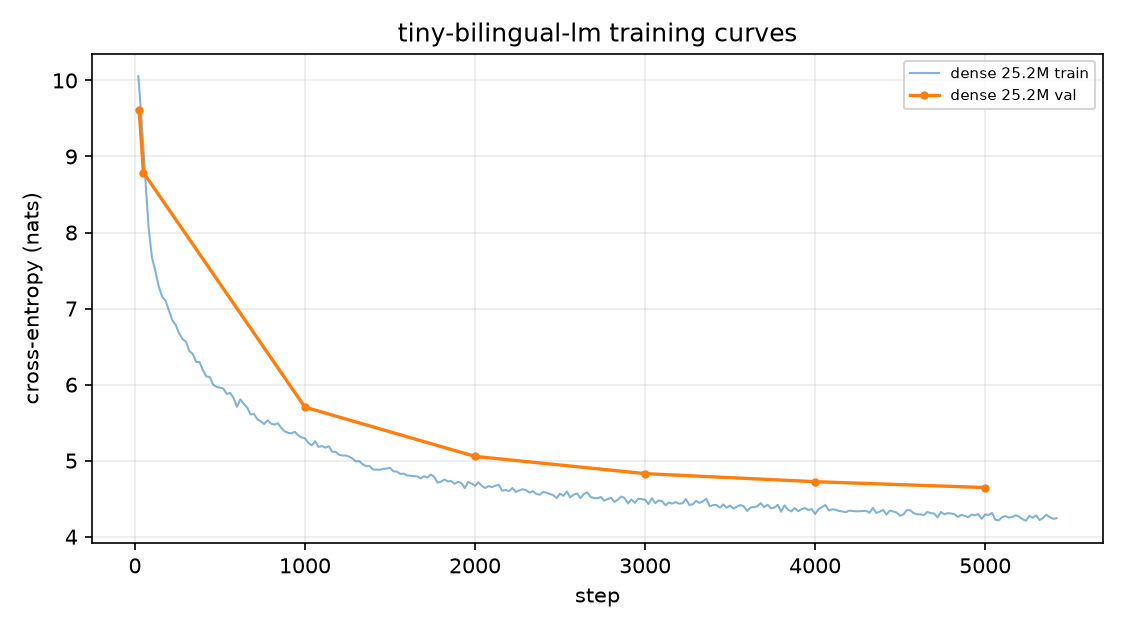 tiny-bilingual-lm training curves
dense 25.2M train
dense 25.2M val
cross-entropy (nats)
10
9
8
7
6
5
4
0 1000 2000 3000 4000 5000
step